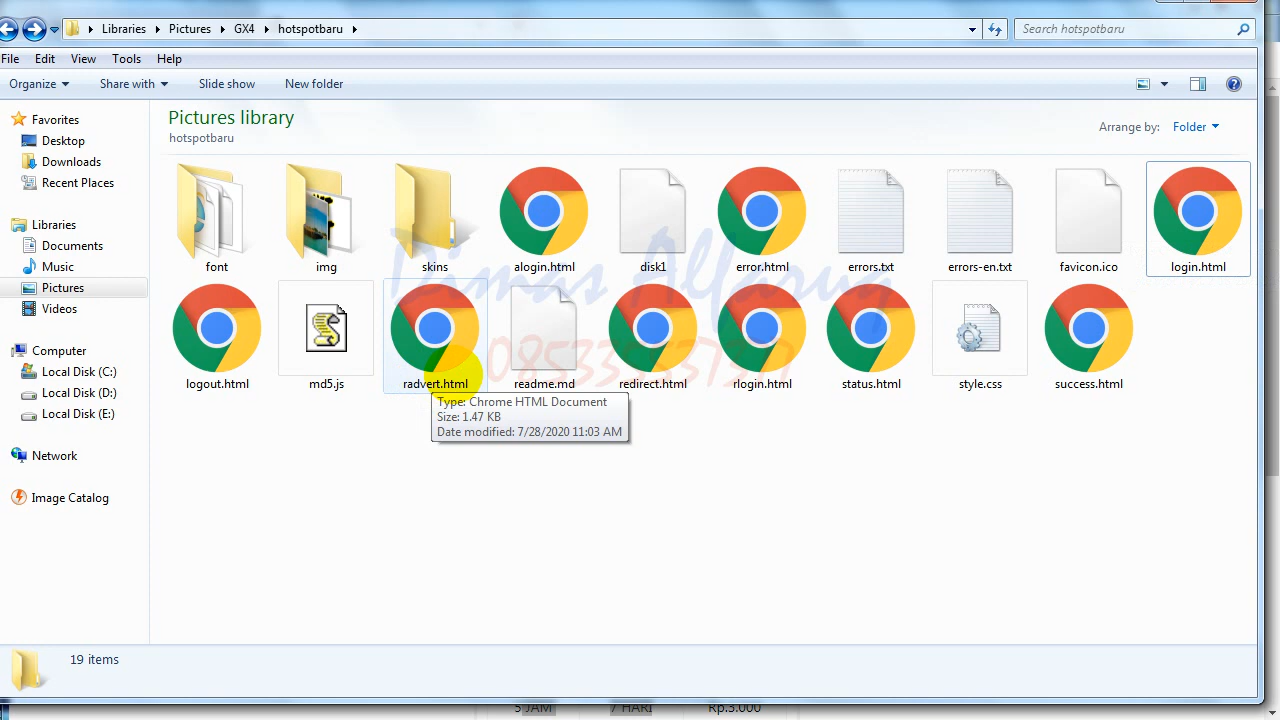 Libraries Pictures GX4 hotspotbaru
Search hotspotbaru
File Edit View Tools Help
Organize Share with Slide show New folder
Favorites
Desktop
Downloads
Recent Places
Libraries
Documents
Music
Pictures
Videos
Computer
Local Disk (C:)
Local Disk (D:)
Local Disk (E:)
Network
Image Catalog
Pictures library
hotspotbaru
Arrange by: Folder
font img skins alogin.html disk1 error.html errors.txt errors-en.txt favicon.ico login.html
Dimas Alfaruq
logout.html md5.js radvert.html readme.md redirect.html rlogin.html status.html style.css success.html
Type: Chrome HTML Document
Size: 1.47 KB
Date modified: 7/28/2020 11:03 AM
19 items
5 JAM 7 HARI Rp.3.000